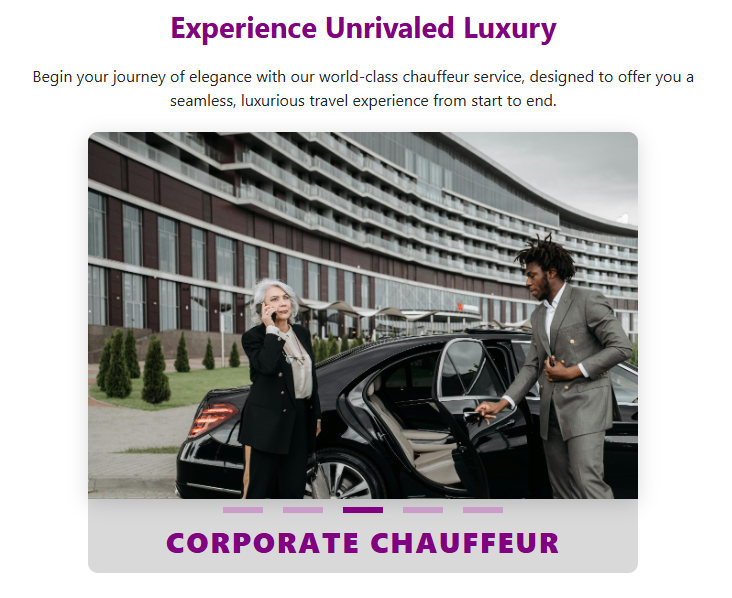 Experience Unrivaled Luxury
Begin your journey of elegance with our world-class chauffeur service, designed to offer you a
seamless, luxurious travel experience from start to end.
CORPORATE CHAUFFEUR